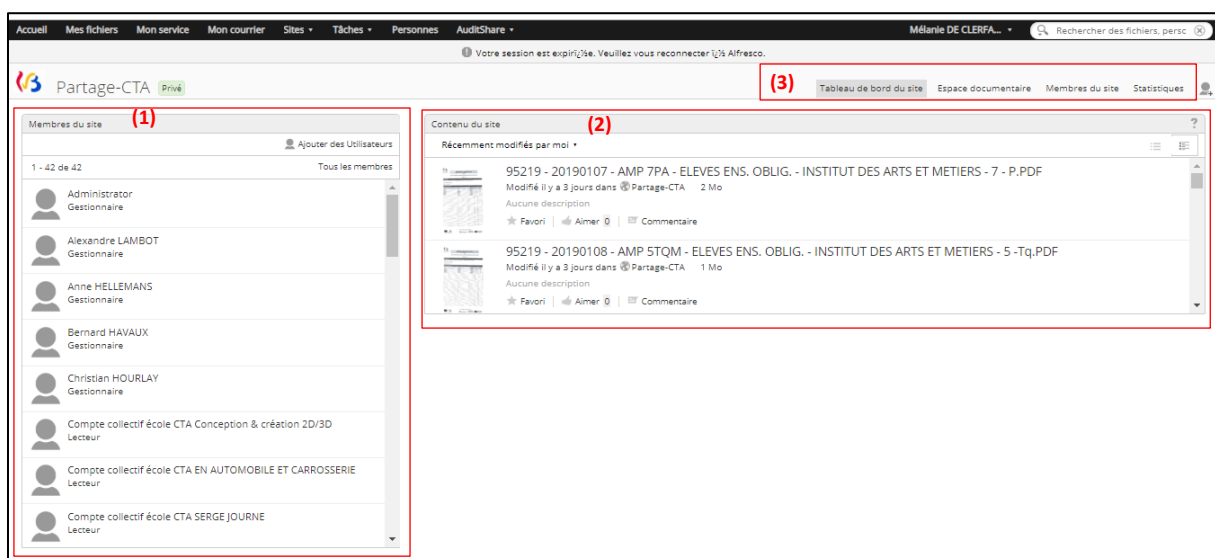 Accueil Mes fichiers Mon service Mon courrier Sites Tâches Personnes AuditShare Mélanie DE CLERFA... Rechercher des fichiers, persc
Votre session est expirï¿½e. Veuillez vous reconnecter ï¿½ Alfresco.
Partage-CTA Privé
(3) Tableau de bord du site Espace documentaire Membres du site Statistiques
Membres du site (1)
Ajouter des Utilisateurs
1 - 42 de 42 Tous les membres
Administrator
Gestionnaire
Alexandre LAMBOT
Gestionnaire
Anne HELLEMANS
Gestionnaire
Bernard HAVAUX
Gestionnaire
Christian HOURLAY
Gestionnaire
Compte collectif école CTA Conception & création 2D/3D
Lecteur
Compte collectif école CTA EN AUTOMOBILE ET CARROSSERIE
Lecteur
Compte collectif école CTA SERGE JOURNE
Lecteur
Contenu du site (2) ?
Récemment modifiés par moi
95219 - 20190107 - AMP 7PA - ELEVES ENS. OBLIG. - INSTITUT DES ARTS ET METIERS - 7 - P.PDF
Modifié il y a 3 jours dans Partage-CTA 2 Mo
Aucune description
Favori Aimer 0 Commentaire
95219 - 20190108 - AMP 5TQM - ELEVES ENS. OBLIG. - INSTITUT DES ARTS ET METIERS - 5 -Tq.PDF
Modifié il y a 3 jours dans Partage-CTA 1 Mo
Aucune description
Favori Aimer 0 Commentaire